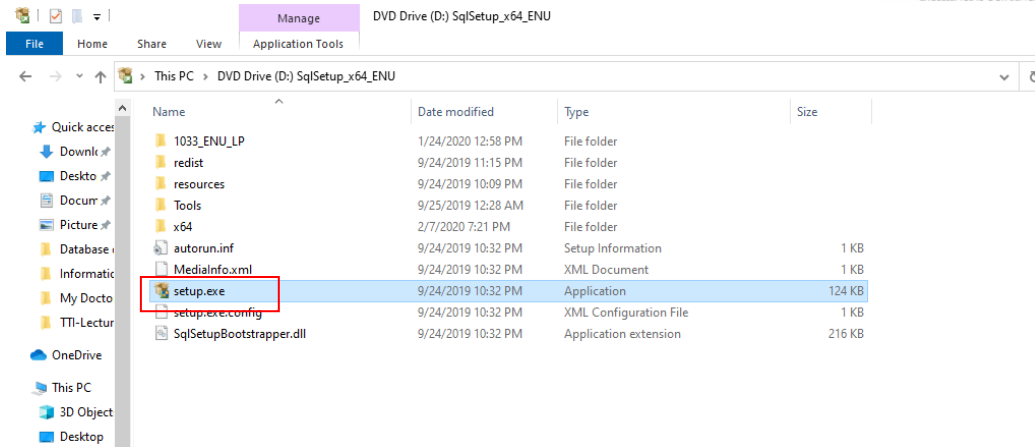 Manage
DVD Drive (D:) SqlSetup_x64_ENU
File Home Share View Application Tools
This PC > DVD Drive (D:) SqlSetup_x64_ENU
Name Date modified Type Size
Quick acces
1033_ENU_LP 1/24/2020 12:58 PM File folder
Downlo
redist 9/24/2019 11:15 PM File folder
Deskto
resources 9/24/2019 10:09 PM File folder
Docum
Tools 9/25/2019 12:28 AM File folder
Picture
x64 2/7/2020 7:21 PM File folder
Database
autorun.inf 9/24/2019 10:32 PM Setup Information 1 KB
Informatic
MediaInfo.xml 9/24/2019 10:32 PM XML Document 1 KB
My Docto
setup.exe 9/24/2019 10:32 PM Application 124 KB
TTI-Lectur
setup.exe.config 9/24/2019 10:32 PM XML Configuration File 1 KB
SqlSetupBootstrapper.dll 9/24/2019 10:32 PM Application extension 216 KB
OneDrive
This PC
3D Object
Desktop